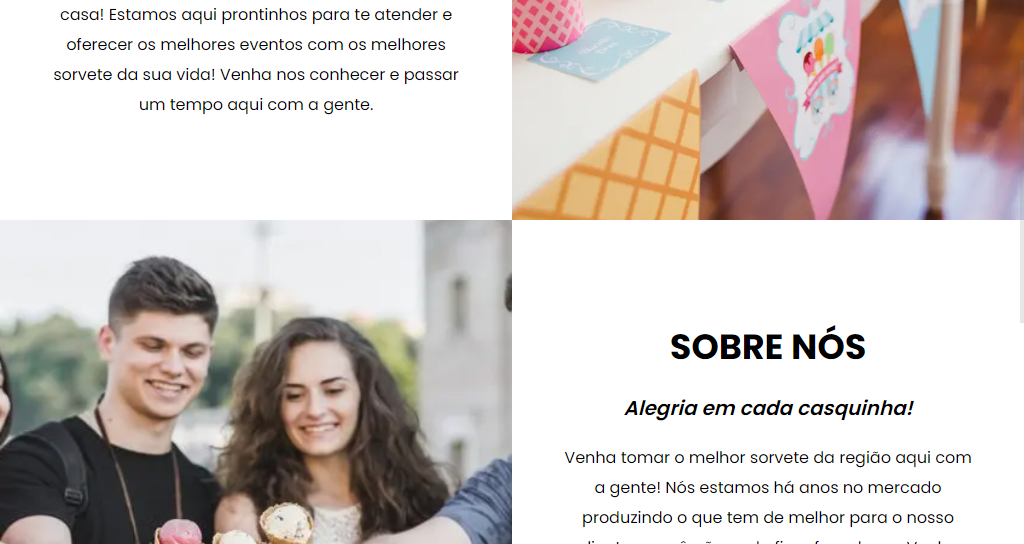 casa! Estamos aqui prontinhos para te atender e
oferecer os melhores eventos com os melhores
sorvete da sua vida! Venha nos conhecer e passar
um tempo aqui com a gente.
SOBRE NÓS
Alegria em cada casquinha!
Venha tomar o melhor sorvete da região aqui com
a gente! Nós estamos há anos no mercado
produzindo o que tem de melhor para o nosso